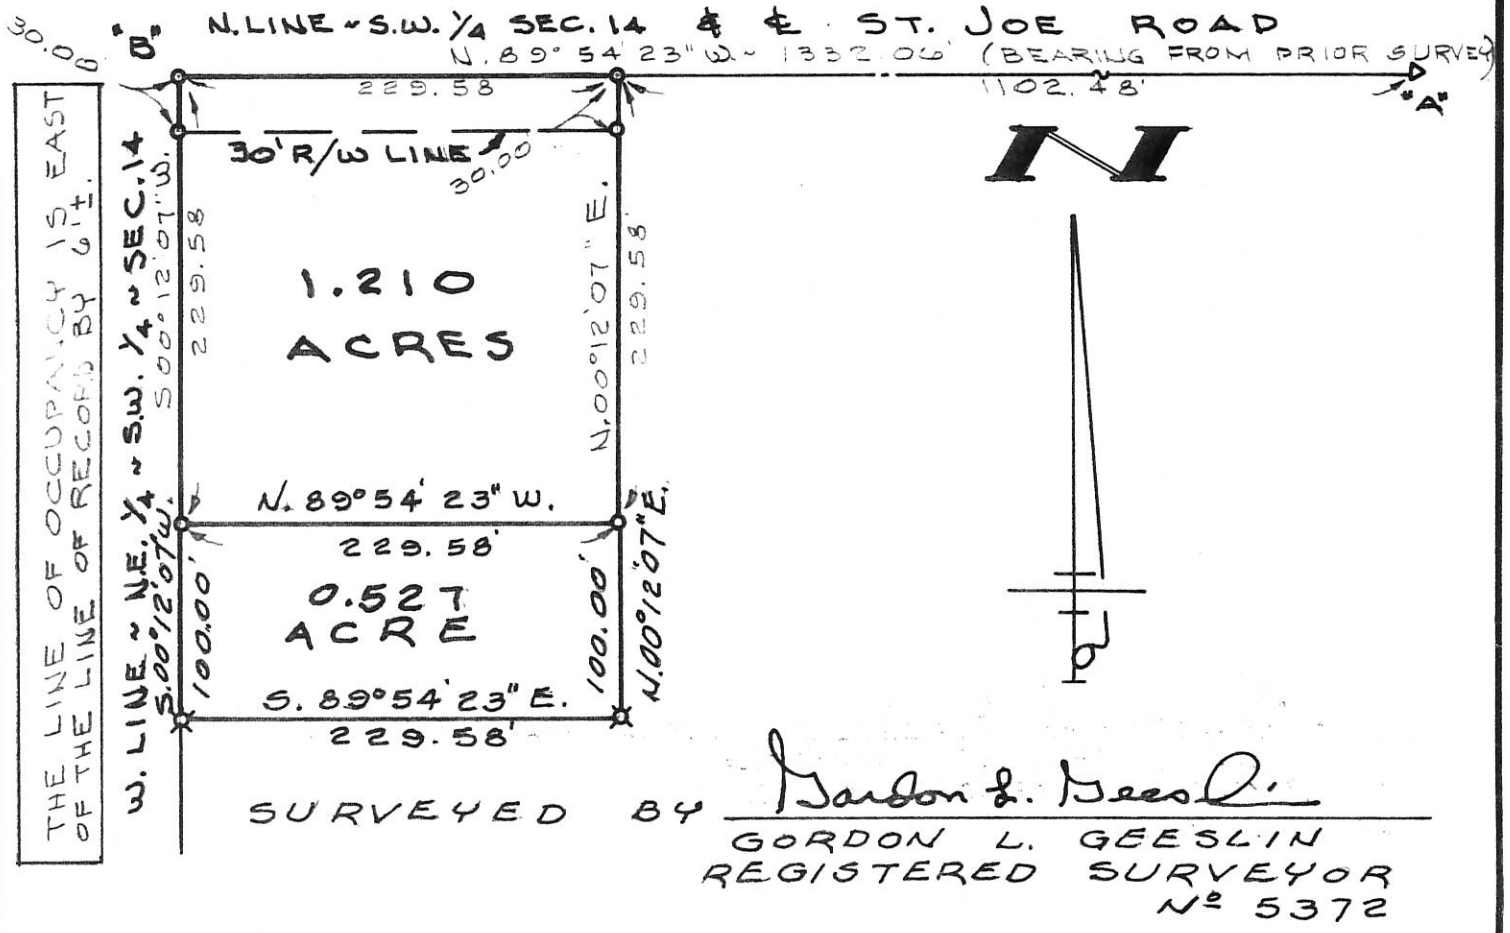 30.00
"B" N. LINE ~ S.W. 1/4 SEC. 14 & ℄ ST. JOE ROAD
N. 89° 54' 23" W. ~ 1332.06' (BEARING FROM PRIOR SURVEY)
229.58
1102.48'
"A"
30' R/W LINE
30.00
N
THE LINE OF OCCUPANCY IS EAST
OF THE LINE OF RECORD BY 6'±.
W. LINE ~ N.E. 1/4 ~ S.W. 1/4 ~ SEC. 14
S 00° 12' 07" W.
229.58
1.210
ACRES
N. 00° 12' 07" E.
229.58'
N. 89° 54' 23" W.
229.58'
S. 00° 12' 07" W.
100.00'
0.527
ACRE
100.00'
N. 00° 12' 07" E.
S. 89° 54' 23" E.
229.58'
SURVEYED BY Gordon L. Geeslin
GORDON L. GEESLIN
REGISTERED SURVEYOR
Nº 5372